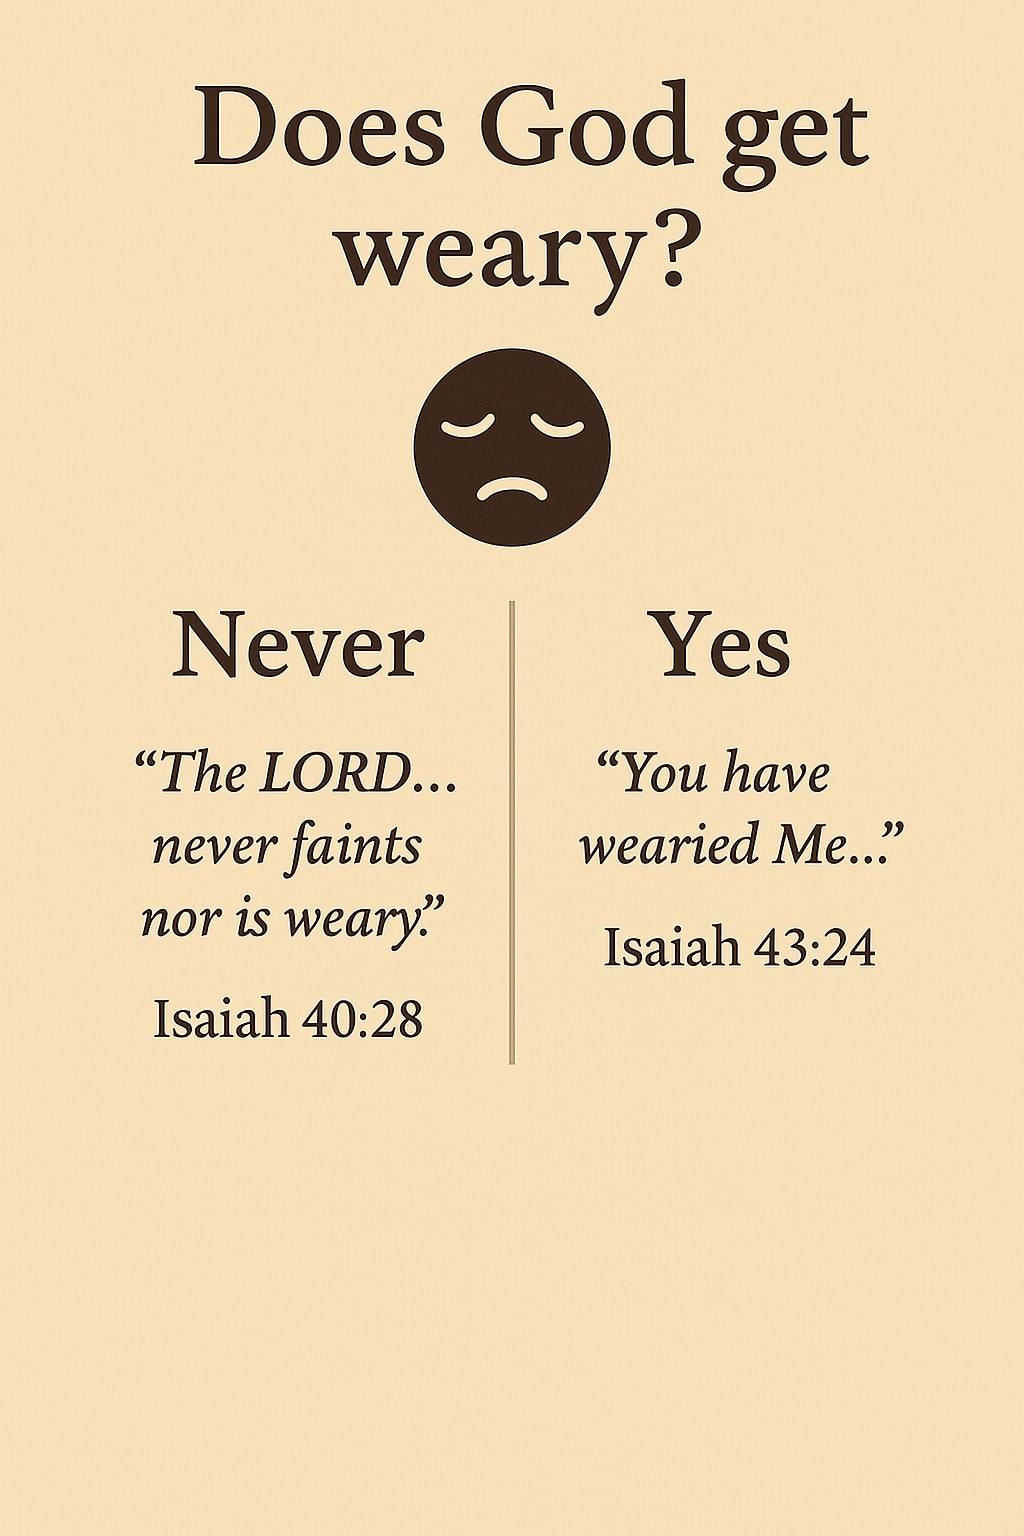 Does God get
weary?
Never
“The LORD...
never faints
nor is weary.”
Isaiah 40:28
Yes
“You have
wearied Me...”
Isaiah 43:24